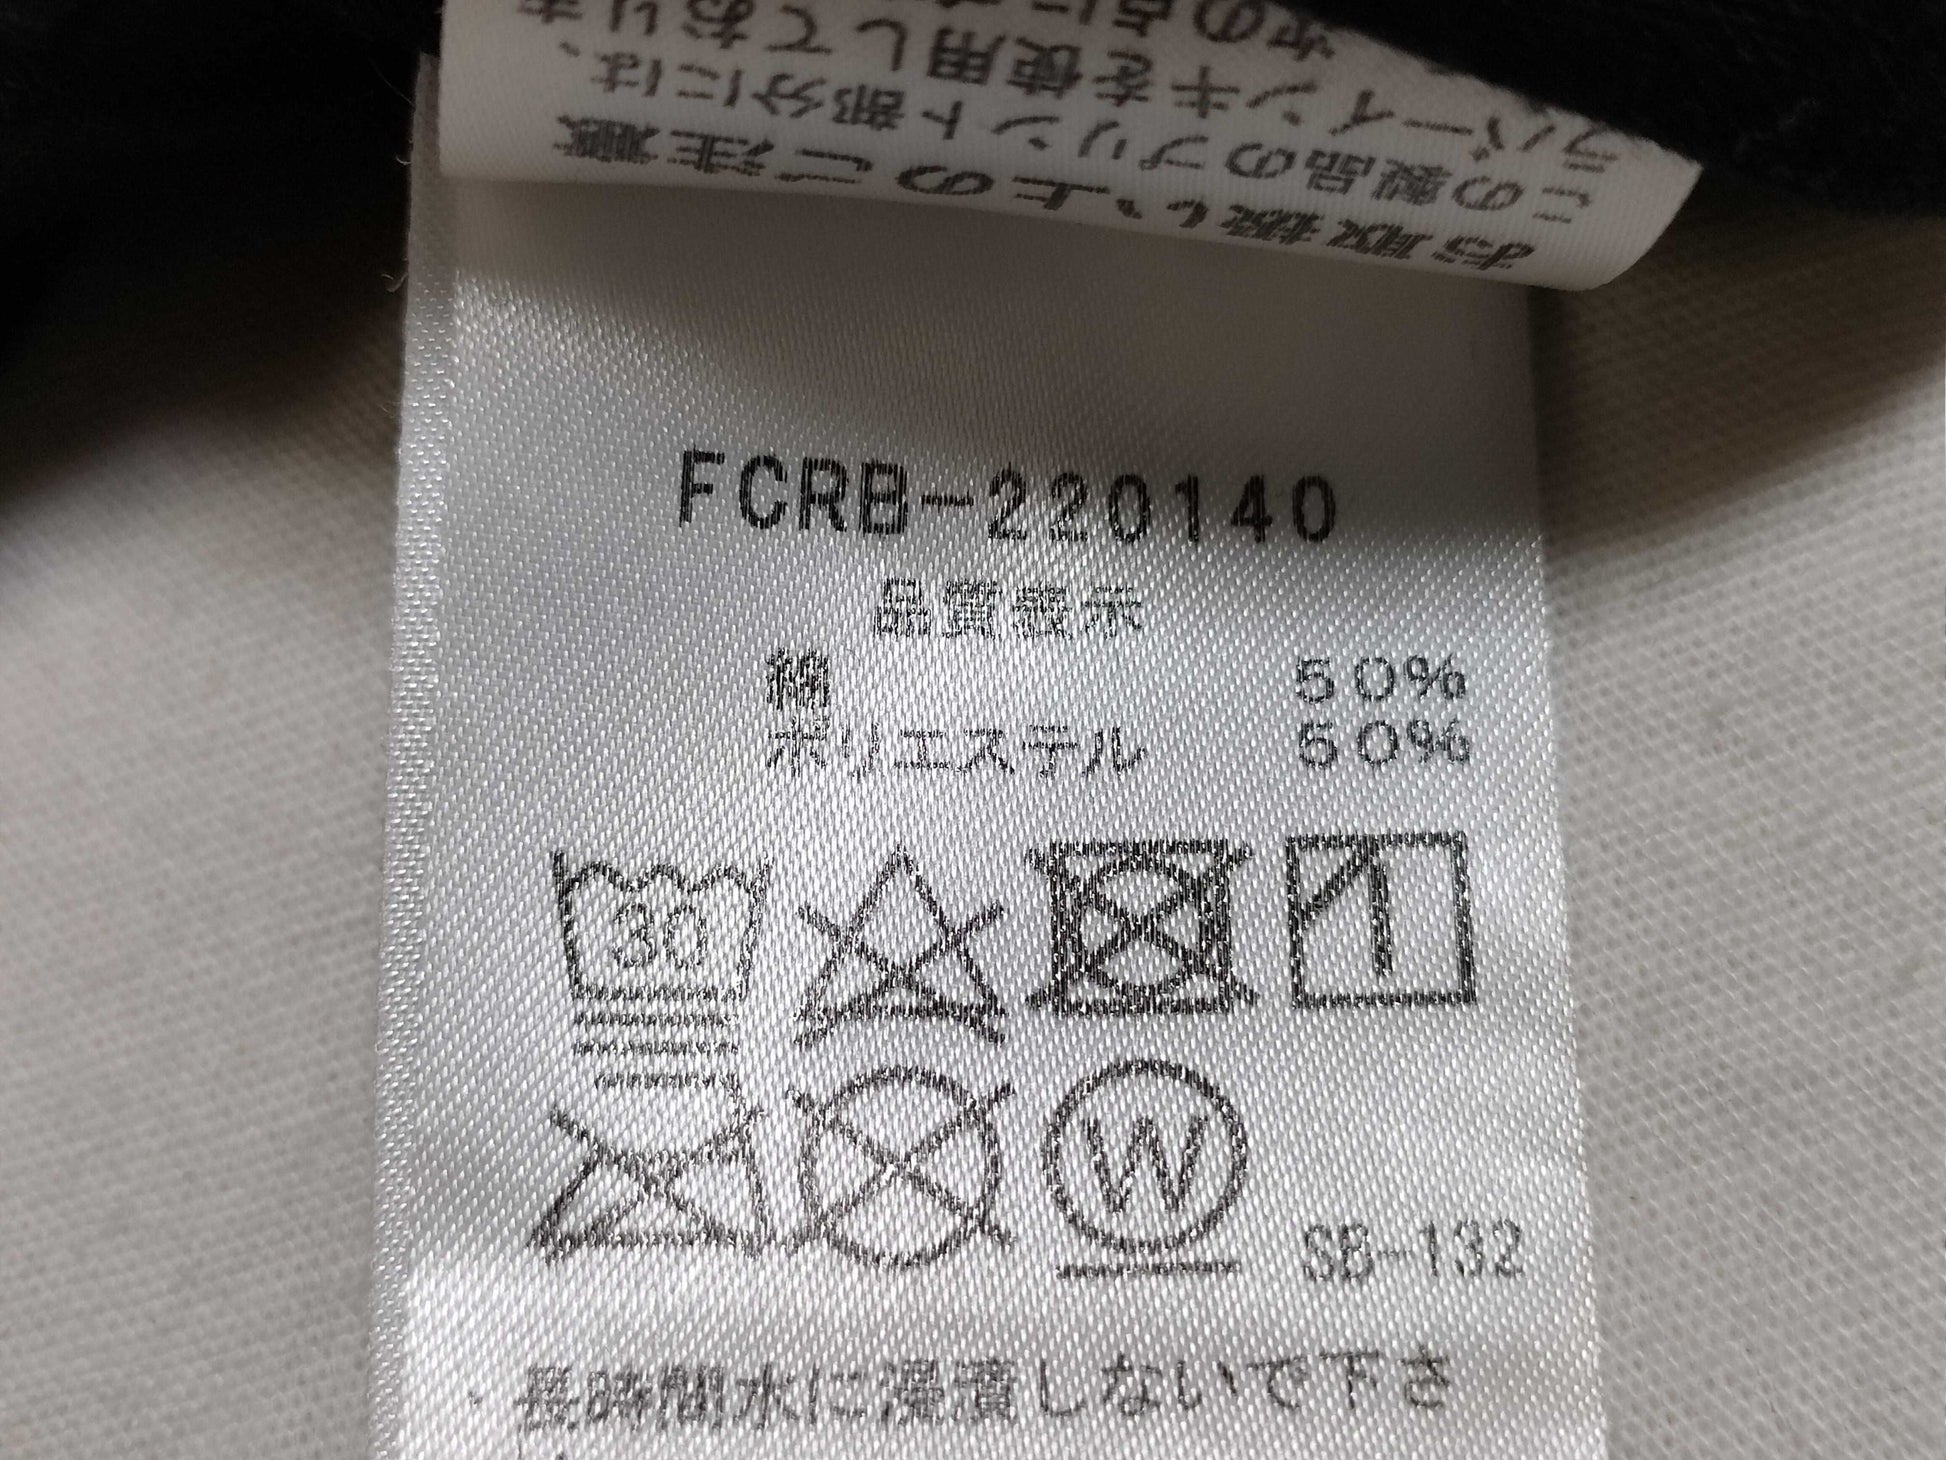 お取扱い上のご注意
この製品のプリント部分には、
ラバーインキを使用しており
FCRB-220140
品質表示
綿 50%
ポリエステル 50%
30
W
SB-132
・長時間水に浸漬しないで下さ